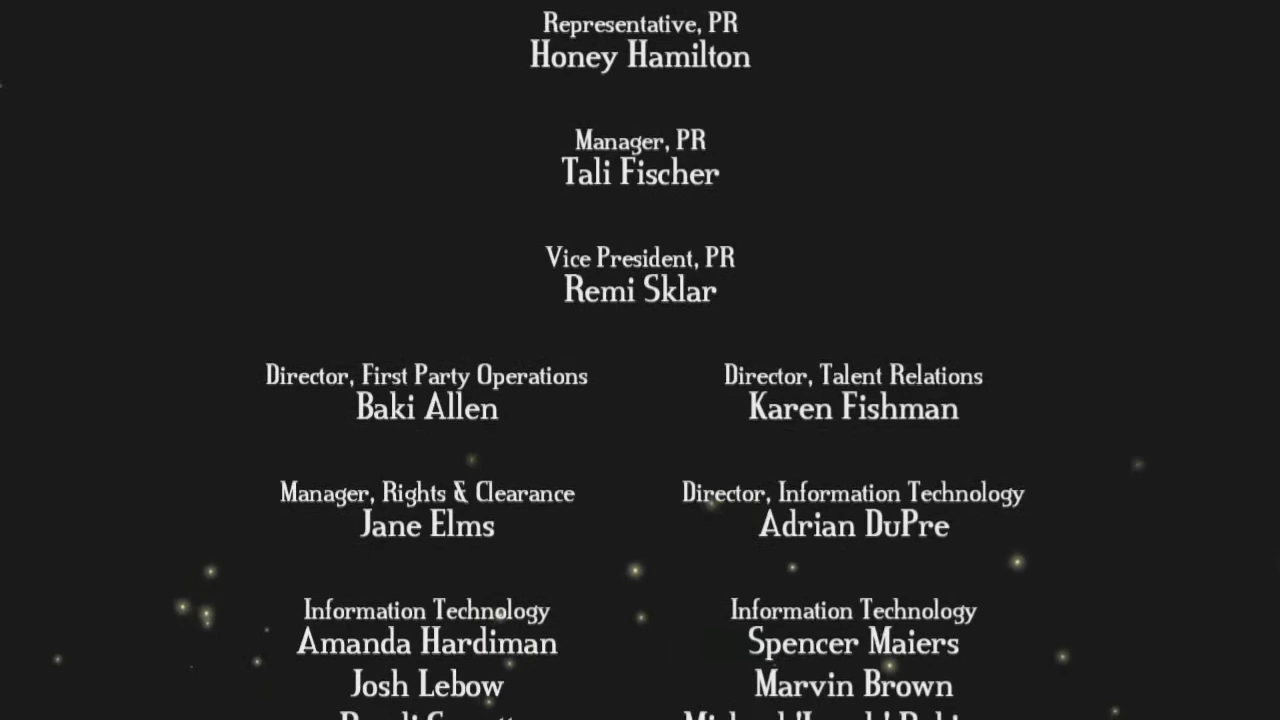 Representative, PR
Honey Hamilton
Manager, PR
Tali Fischer
Vice President, PR
Remi Sklar
Director, First Party Operations
Baki Allen
Director, Talent Relations
Karen Fishman
Manager, Rights & Clearance
Jane Elms
Director, Information Technology
Adrian DuPre
Information Technology
Amanda Hardiman
Josh Lebow
Information Technology
Spencer Maiers
Marvin Brown